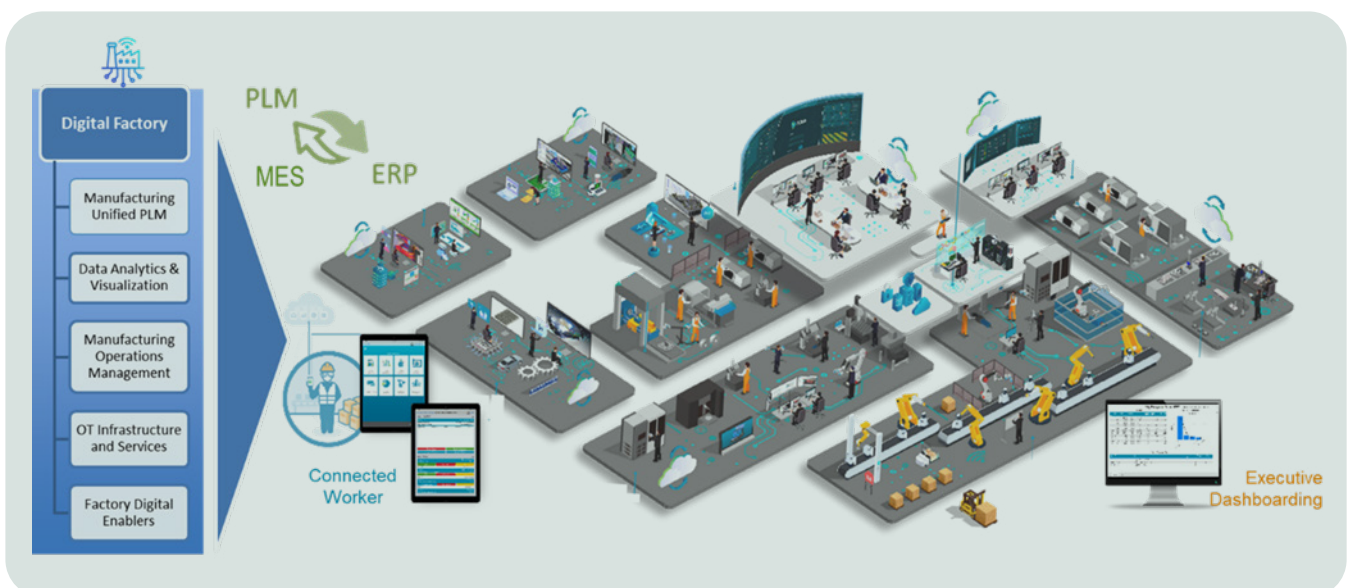 Digital Factory
Manufacturing
Unified PLM
Data Analytics &
Visualization
Manufacturing
Operations
Management
OT Infrastructure
and Services
Factory Digital
Enablers
PLM
MES
ERP
Connected
Worker
Executive
Dashboarding